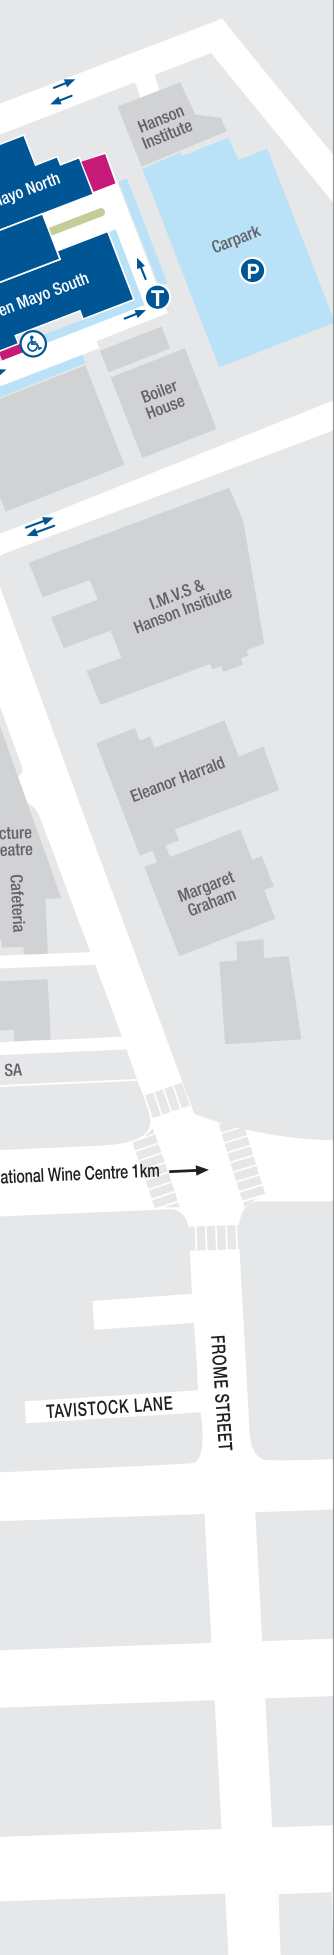 Hanson
Institute
ayo North
Carpark
P
en Mayo South
T
Boiler
House
I.M.V.S &
Hanson Insitiute
Eleanor Harrald
cture
eatre
Cafeteria
Margaret
Graham
SA
ational Wine Centre 1km
FROME STREET
TAVISTOCK LANE